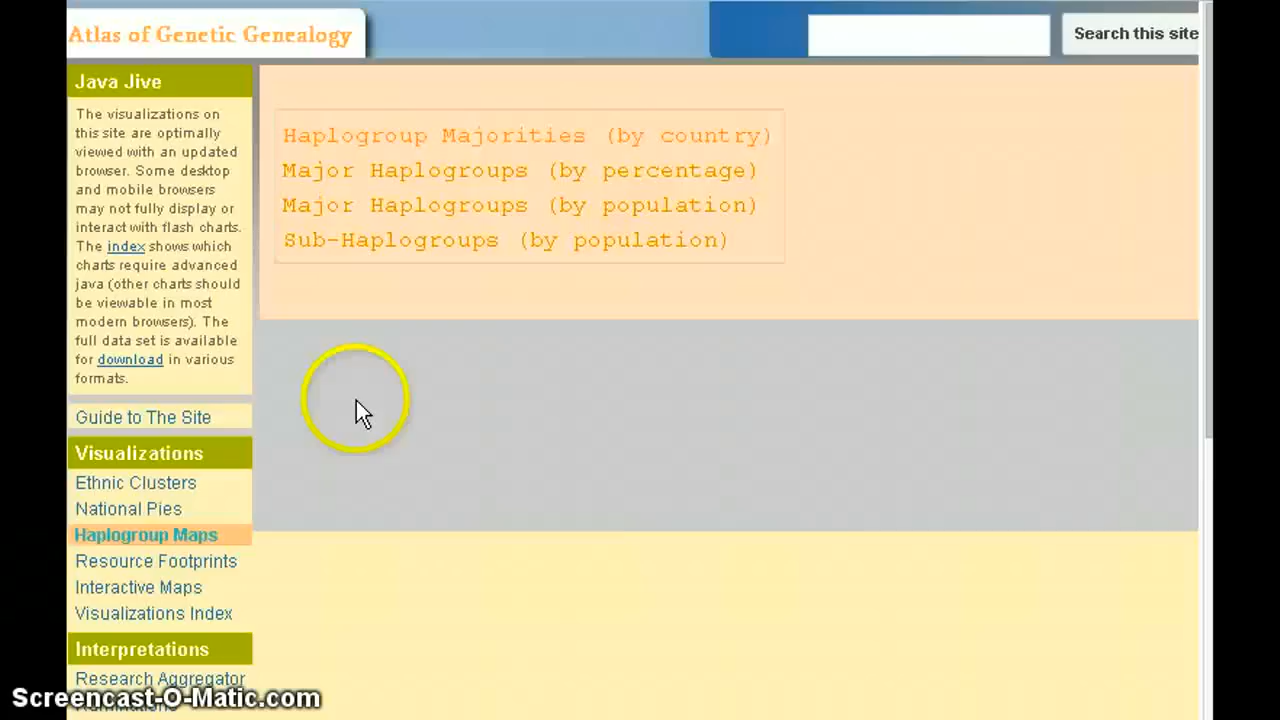 Atlas of Genetic Genealogy
Search this site
Java Jive
The visualizations on
this site are optimally
viewed with an updated
browser. Some desktop
and mobile browsers
may not fully display or
interact with flash charts.
The index shows which
charts require advanced
java (other charts should
be viewable in most
modern browsers). The
full data set is available
for download in various
formats.
Guide to The Site
Visualizations
Ethnic Clusters
National Pies
Haplogroup Maps
Resource Footprints
Interactive Maps
Visualizations Index
Interpretations
Research Aggregator
Haplogroup Majorities (by country)
Major Haplogroups (by percentage)
Major Haplogroups (by population)
Sub-Haplogroups (by population)
Screencast-O-Matic.com